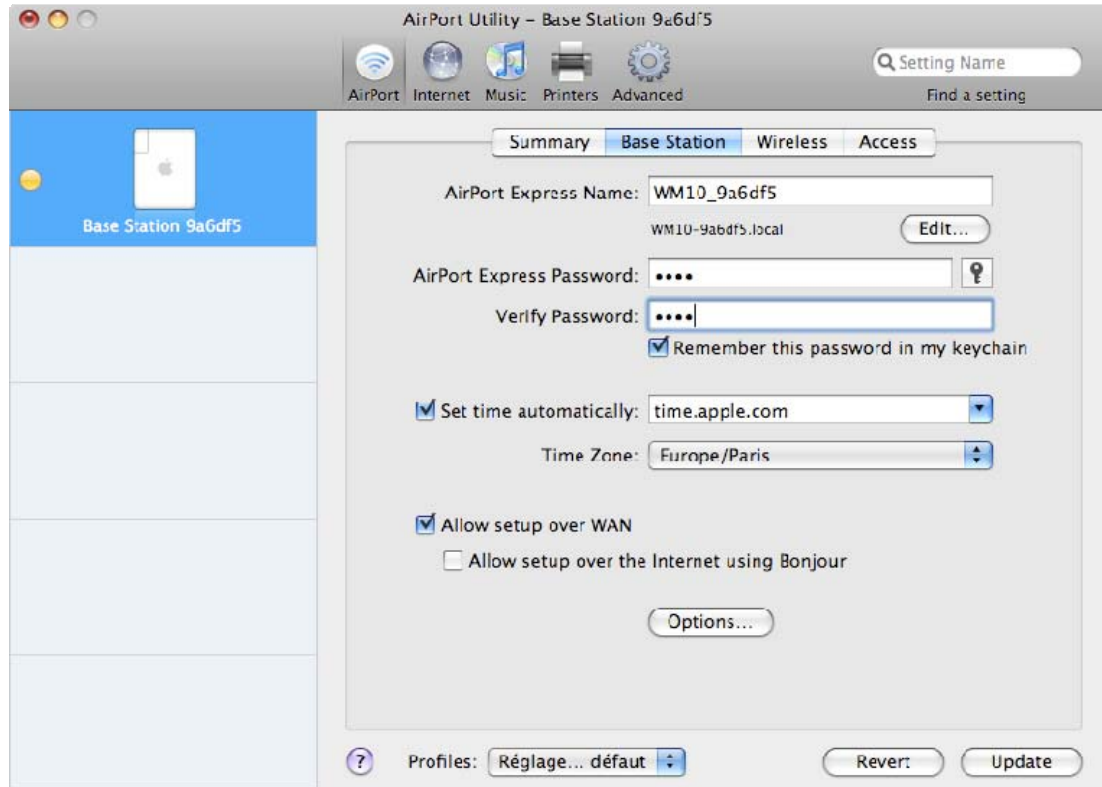 AirPort Utility – Base Station 9a6df5
AirPort Internet Music Printers Advanced
Setting Name
Find a setting
Base Station 9a6df5
Summary Base Station Wireless Access
AirPort Express Name: WM10_9a6df5
WM10-9a6df5.local Edit...
AirPort Express Password: ••••
Verify Password: ••••
Remember this password in my keychain
Set time automatically: time.apple.com
Time Zone: Europe/Paris
Allow setup over WAN
Allow setup over the Internet using Bonjour
Options...
? Profiles: Réglage... défaut Revert Update